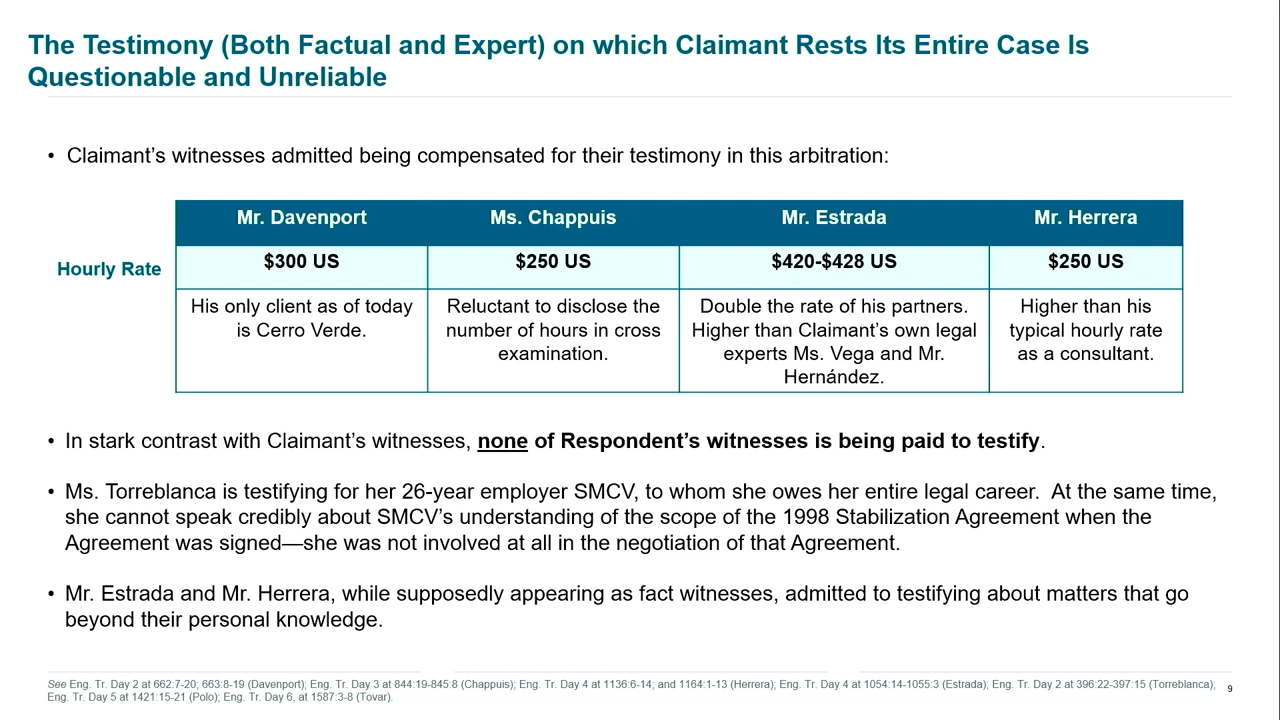 The Testimony (Both Factual and Expert) on which Claimant Rests Its Entire Case Is
Questionable and Unreliable
• Claimant’s witnesses admitted being compensated for their testimony in this arbitration:
Mr. Davenport Ms. Chappuis Mr. Estrada Mr. Herrera
Hourly Rate $300 US $250 US $420-$428 US $250 US
His only client as of today
is Cerro Verde.
Reluctant to disclose the
number of hours in cross
examination.
Double the rate of his partners.
Higher than Claimant’s own legal
experts Ms. Vega and Mr.
Hernández.
Higher than his
typical hourly rate
as a consultant.
• In stark contrast with Claimant’s witnesses, none of Respondent’s witnesses is being paid to testify.
• Ms. Torreblanca is testifying for her 26-year employer SMCV, to whom she owes her entire legal career. At the same time,
she cannot speak credibly about SMCV’s understanding of the scope of the 1998 Stabilization Agreement when the
Agreement was signed—she was not involved at all in the negotiation of that Agreement.
• Mr. Estrada and Mr. Herrera, while supposedly appearing as fact witnesses, admitted to testifying about matters that go
beyond their personal knowledge.
See Eng. Tr. Day 2 at 662:7-20; 663:8-19 (Davenport); Eng. Tr. Day 3 at 844:19-845:8 (Chappuis); Eng. Tr. Day 4 at 1136:6-14; and 1164:1-13 (Herrera); Eng. Tr. Day 4 at 1054:14-1055:3 (Estrada); Eng. Tr. Day 2 at 396:22-397:15 (Torreblanca);
Eng. Tr. Day 5 at 1421:15-21 (Polo); Eng. Tr. Day 6, at 1587:3-8 (Tovar).
9